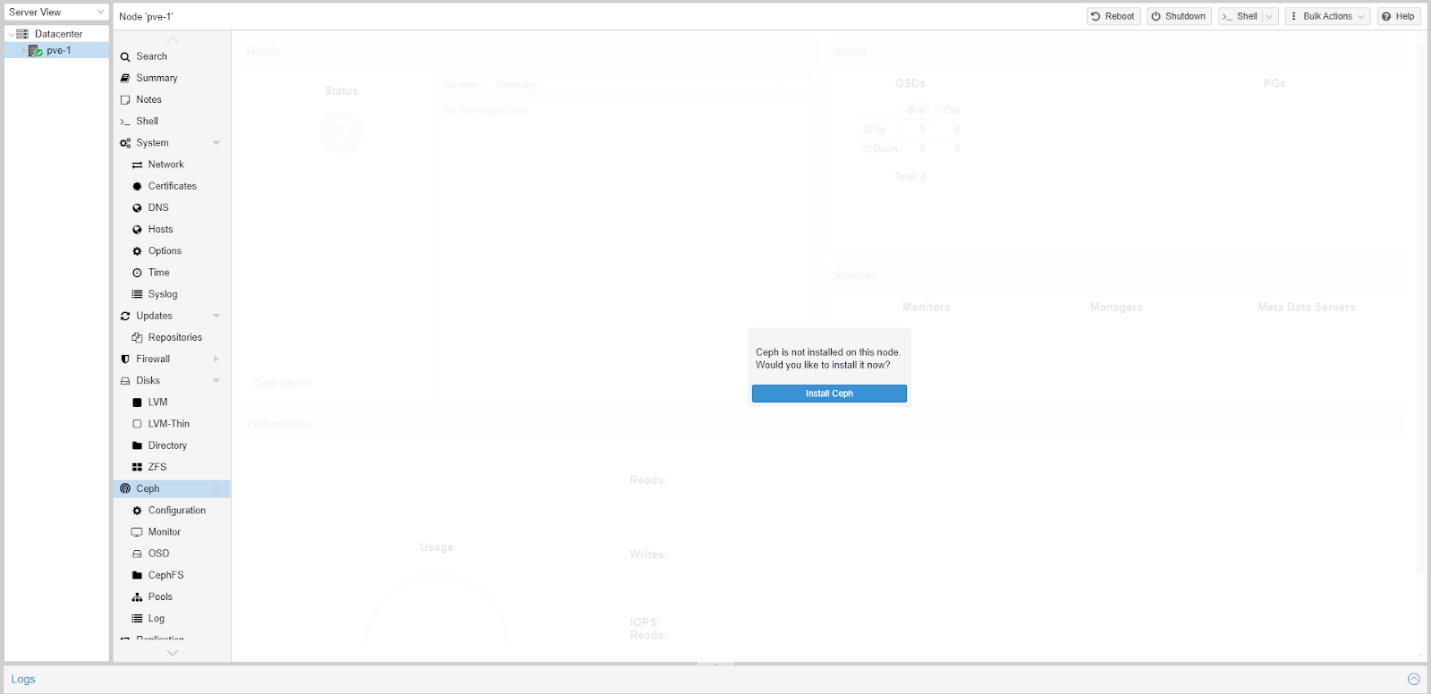 Server View
Node 'pve-1'
Reboot
Shutdown
Shell
Bulk Actions
Help
Datacenter
pve-1
Search
Summary
Notes
Shell
System
Network
Certificates
DNS
Hosts
Options
Time
Syslog
Updates
Repositories
Firewall
Disks
LVM
LVM-Thin
Directory
ZFS
Ceph
Configuration
Monitor
OSD
CephFS
Pools
Log
Replication
Health
Status
Severity Summary
No Warnings/Errors
Ceph Version
Status
OSDs
In Out
Up 0 0
Down 0 0
Total: 0
PGs
Services
Monitors Managers Meta Data Servers
Ceph is not installed on this node.
Would you like to install it now?
Install Ceph
Performance
Usage
Reads:
Writes:
IOPS:
Reads:
Logs